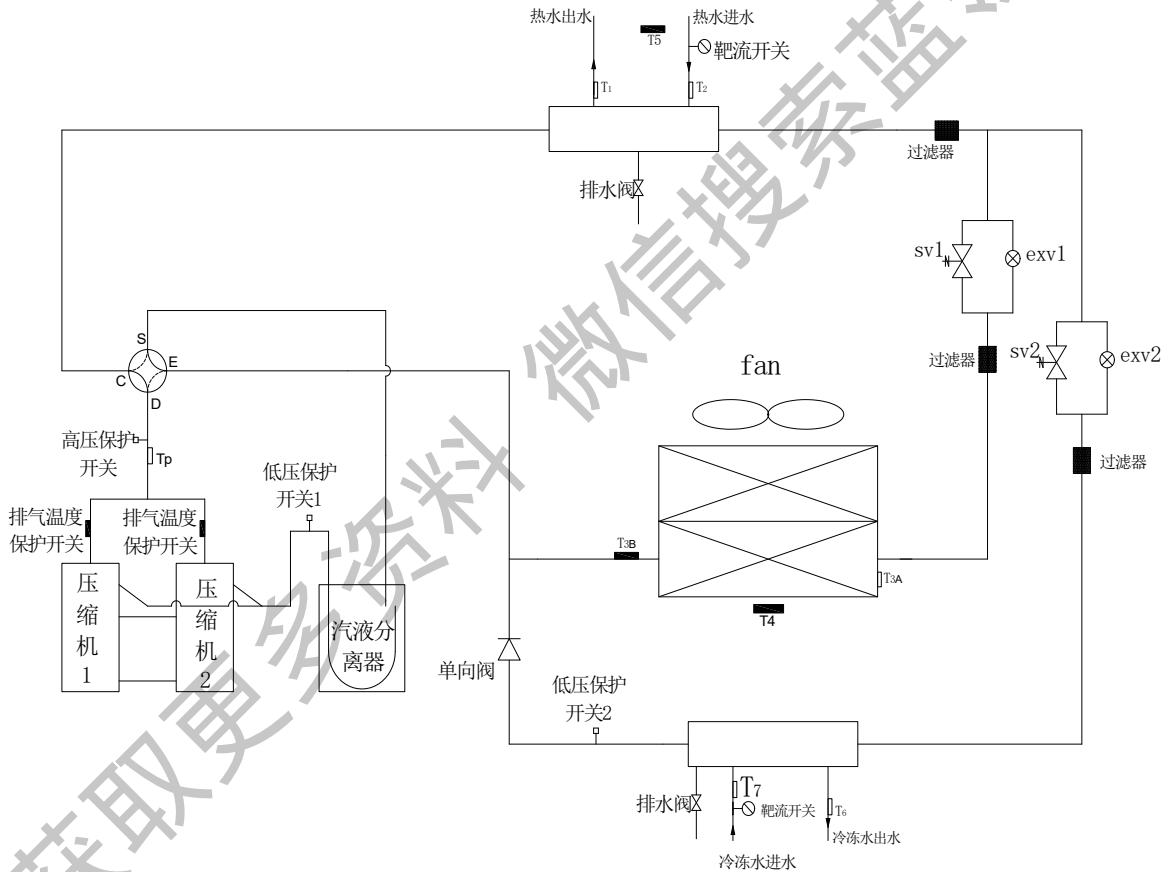 热水出水
热水进水
T5
靶流开关
T1
T2
过滤器
排水阀
sv1
exv1
S
E
C
D
过滤器
sv2
exv2
fan
高压保护
开关
Tp
低压保护
开关1
过滤器
排气温度
保护开关
排气温度
保护开关
T3B
T3A
压
缩
机
1
压
缩
机
2
汽液分
离器
T4
单向阀
低压保护
开关2
排水阀
T7
靶流开关
T6
冷冻水出水
冷冻水进水
获取更多资料 微信搜索蓝